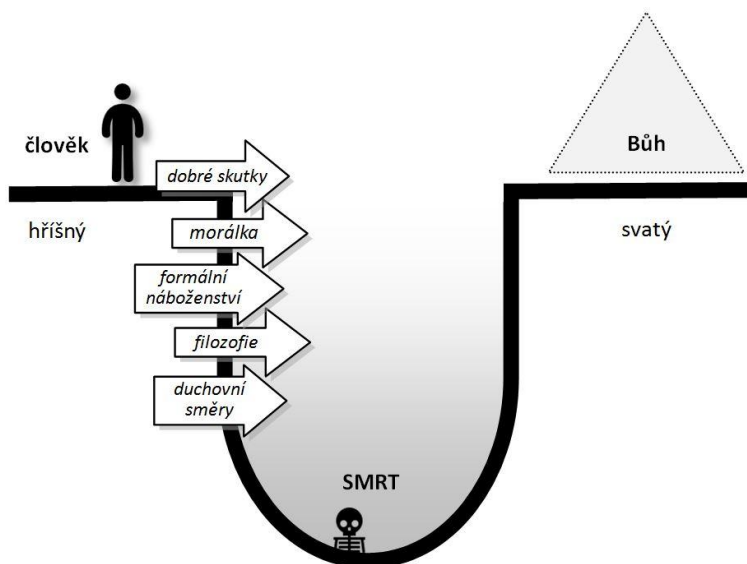 člověk
Bůh
dobré skutky
hříšný
svatý
morálka
formální
náboženství
filozofie
duchovní
směry
SMRT